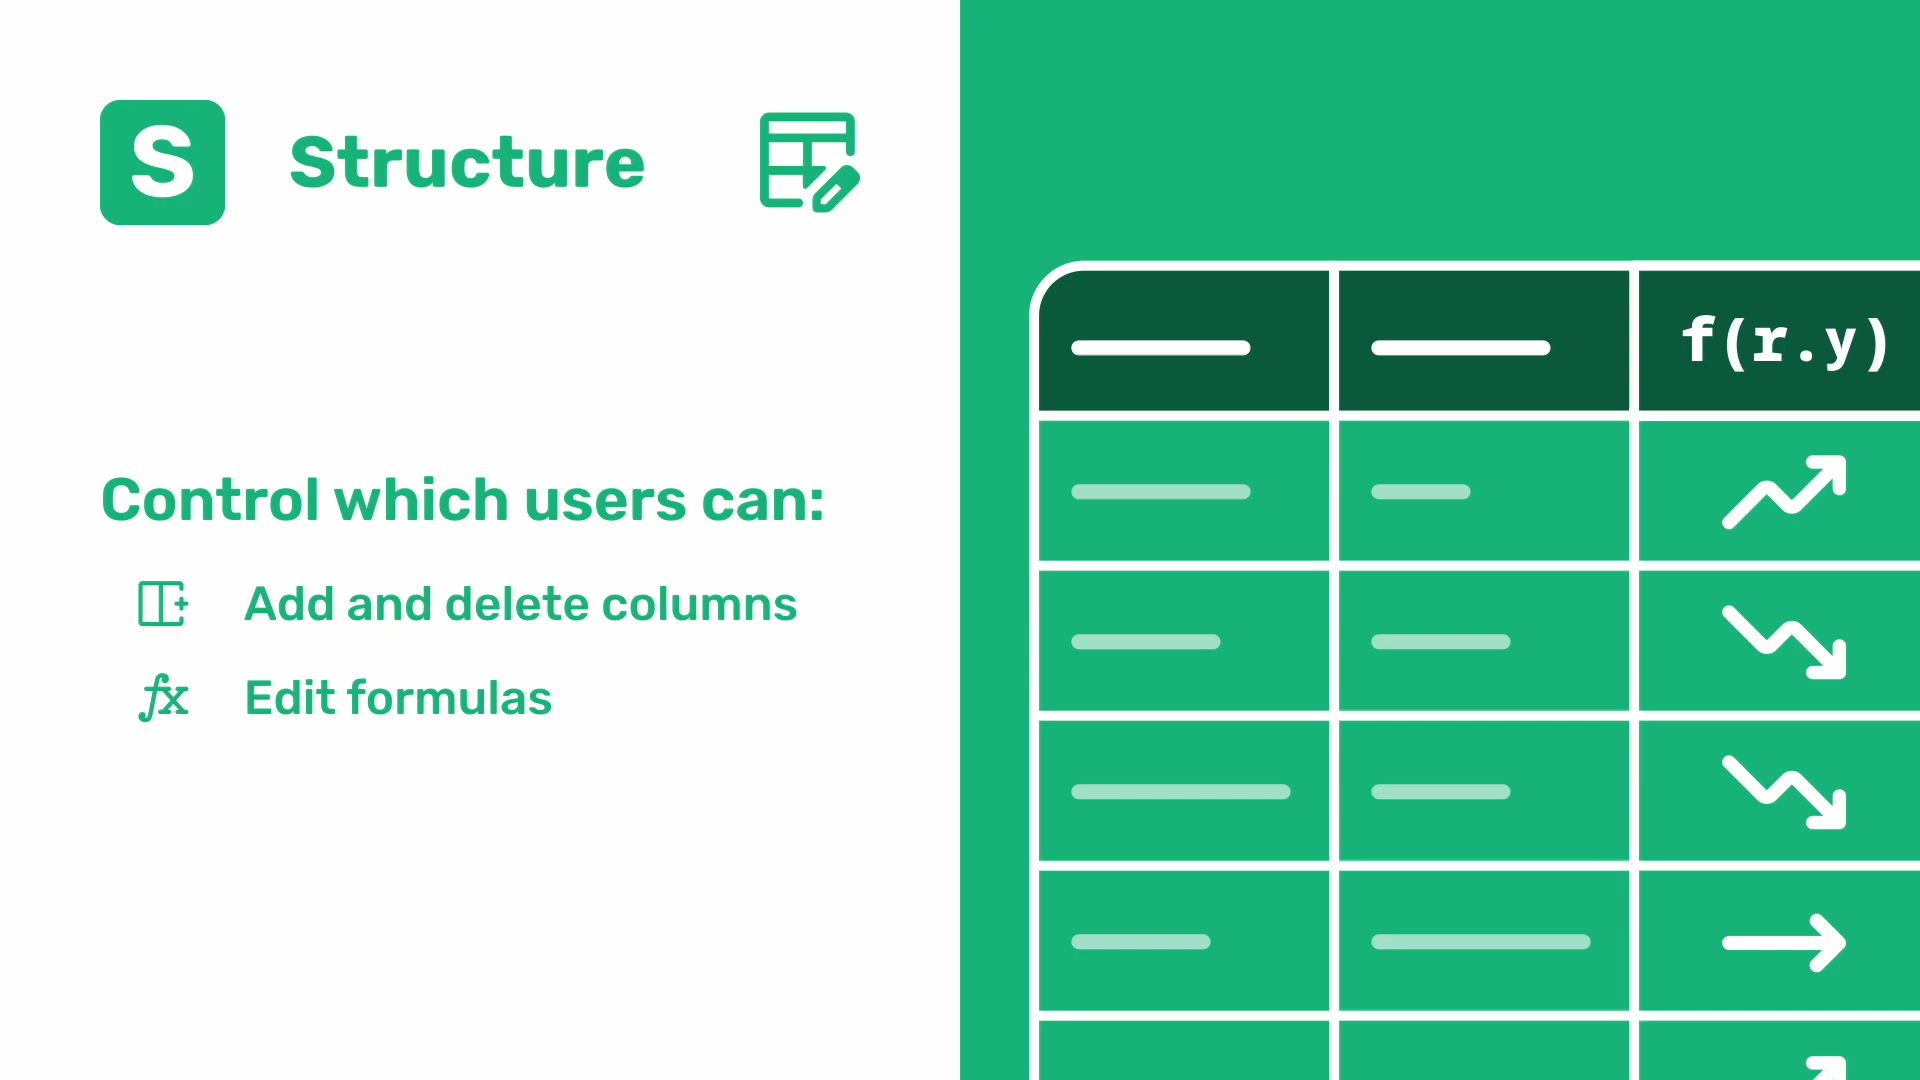 S
Structure
Control which users can:
Add and delete columns
fx
Edit formulas
f(r.y)